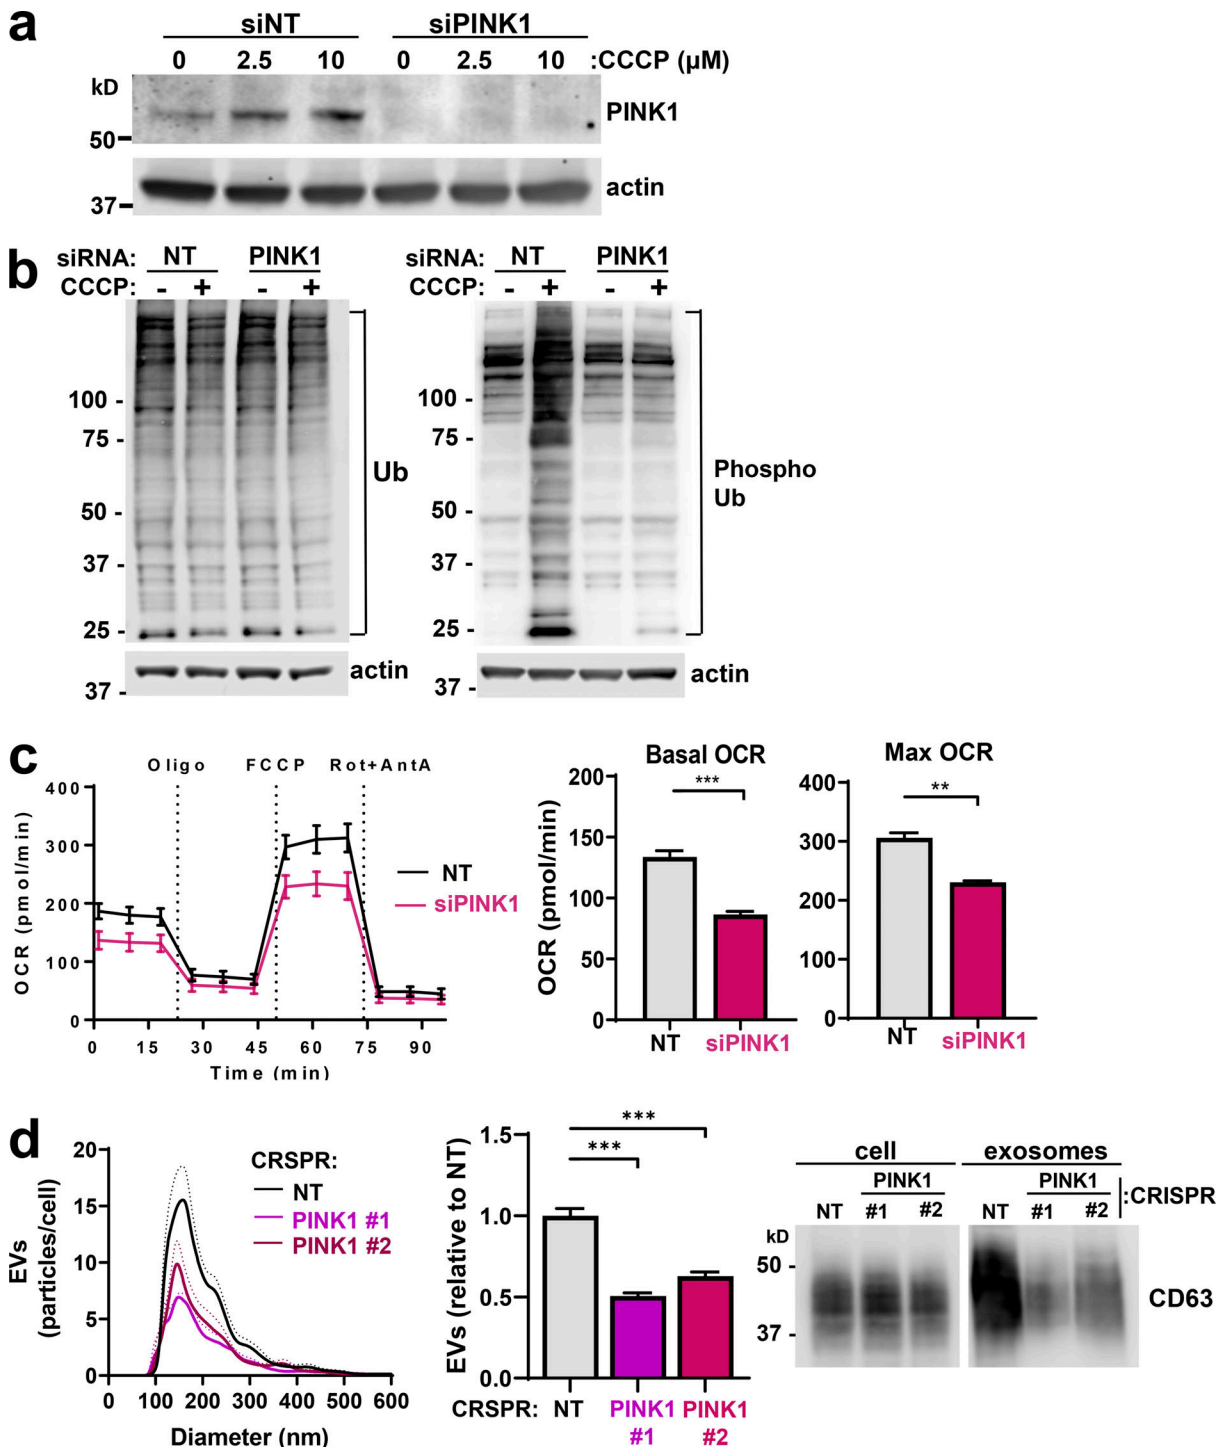 a
siNT siPINK1
0 2.5 10 0 2.5 10 :CCCP (µM)
kD
PINK1
50
actin
37
b
siRNA: NT PINK1
CCCP: - + - +
100 -
75 -
50 -
37 -
25 -
Ub
actin
37 -
siRNA: NT PINK1
CCCP: - + - +
100 -
75 -
50 -
37 -
25 -
Phospho
Ub
actin
37 -
c
Oligo FCCP Rot+AntA
OCR (pmol/min)
400
300
200
100
0
0 15 30 45 60 75 90
Time (min)
NT
siPINK1
Basal OCR
***
OCR (pmol/min)
200
150
100
50
0
NT siPINK1
Max OCR
**
400
300
200
100
0
NT siPINK1
d
EVs
(particles/cell)
20
15
10
5
0
0 100 200 300 400 500 600
Diameter (nm)
CRSPR:
NT
PINK1 #1
PINK1 #2
EVs (relative to NT)
1.5
1.0
0.5
0.0
***
***
CRSPR: NT PINK1 PINK1
#1 #2
cell exosomes
PINK1 PINK1
NT #1 #2 NT #1 #2 :CRISPR
kD
50 -
37 -
CD63